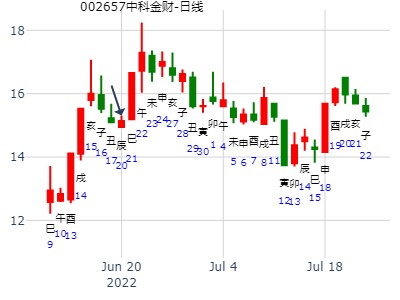 002657中科金财-日线
18
16
14
12
巳
9
午
10
酉
13
戌
14
亥
15
子
16
丑
17
辰
20
巳
21
午
22
未
23
申
24
亥
27
子
28
丑
29
寅
30
卯
1
午
4
未
5
申
6
酉
7
戌
8
丑
11
寅
12
卯
13
辰
14
巳
15
申
18
酉
19
戌
20
亥
21
子
22
Jun 20
2022
Jul 4
Jul 18